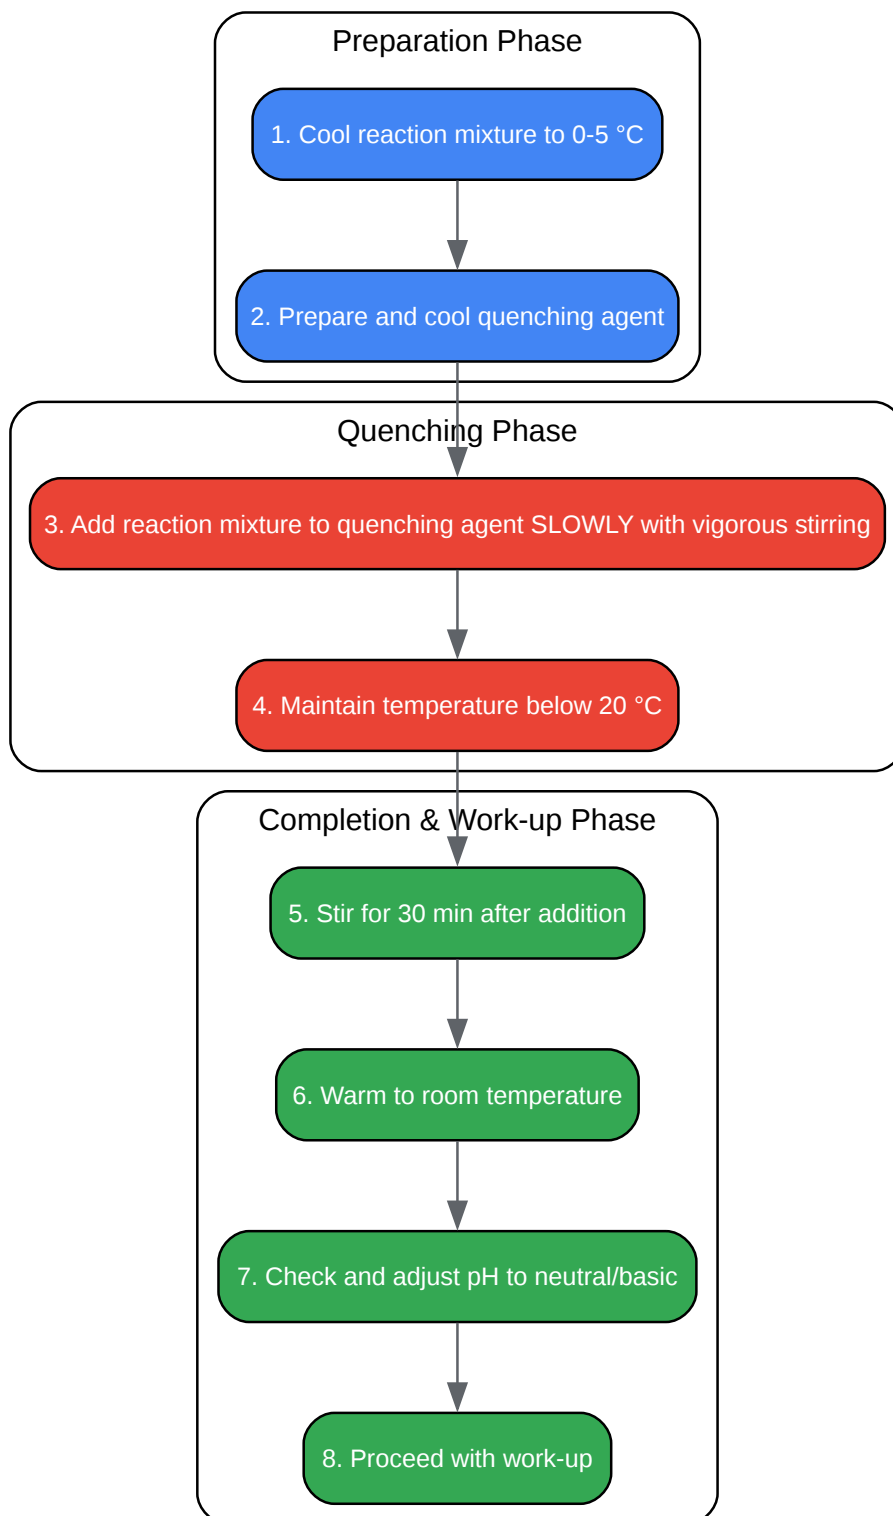 Preparation Phase
1. Cool reaction mixture to 0-5 °C
2. Prepare and cool quenching agent
Quenching Phase
3. Add reaction mixture to quenching agent SLOWLY with vigorous stirring
4. Maintain temperature below 20 °C
Completion & Work-up Phase
5. Stir for 30 min after addition
6. Warm to room temperature
7. Check and adjust pH to neutral/basic
8. Proceed with work-up